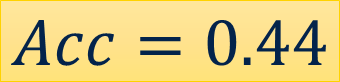 Acc = 0.44